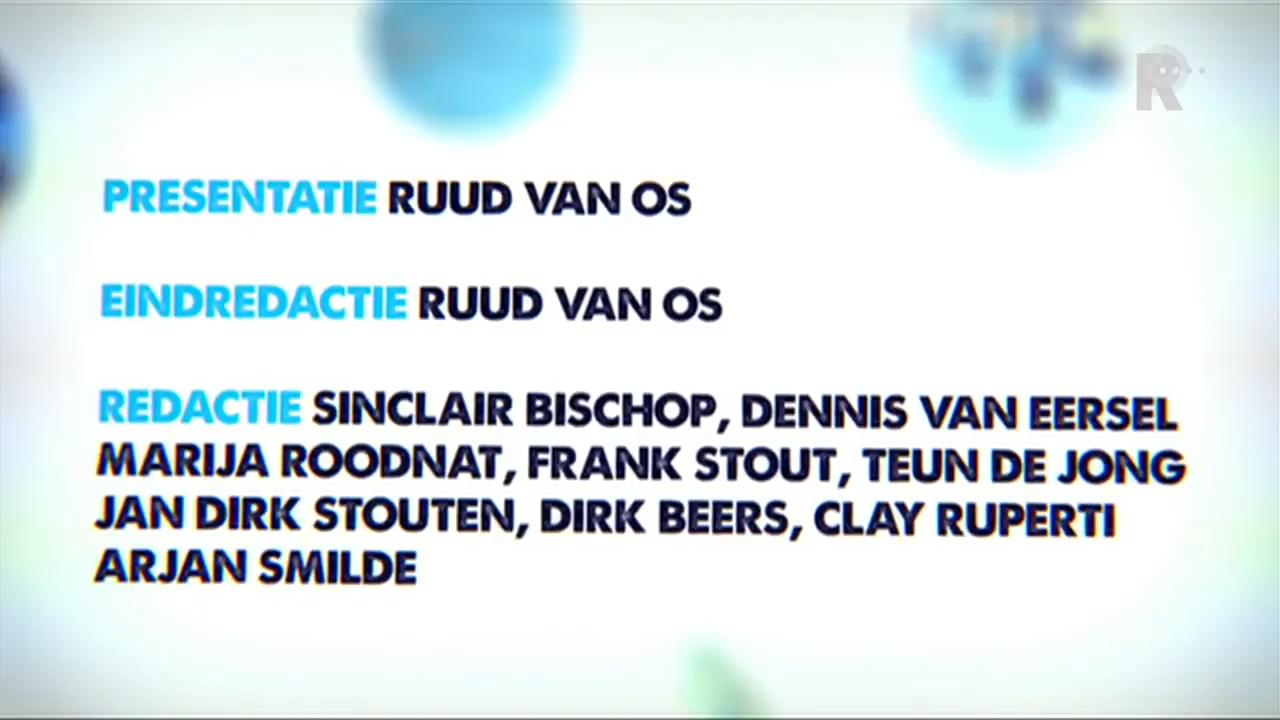 R
PRESENTATIE RUUD VAN OS
EINDREDACTIE RUUD VAN OS
REDACTIE SINCLAIR BISCHOP, DENNIS VAN EERSEL
MARIJA ROODNAT, FRANK STOUT, TEUN DE JONG
JAN DIRK STOUTEN, DIRK BEERS, CLAY RUPERTI
ARJAN SMILDE